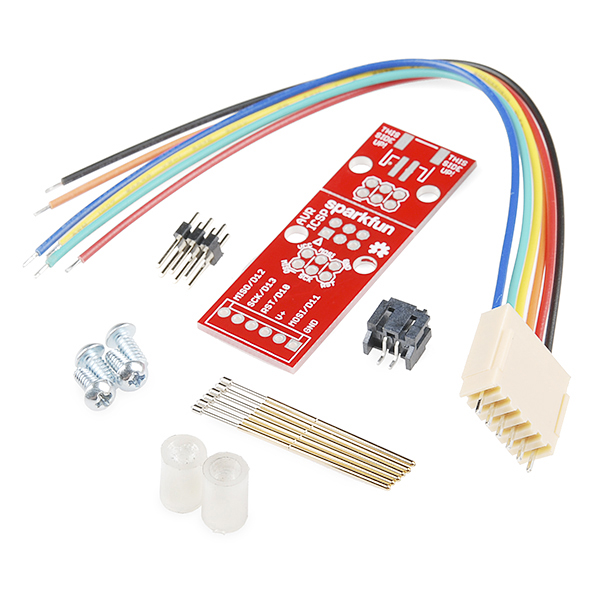 THIS
SIDE
UP!
THIS
SIDE
UP!
sparkfun
AVR
ICSP
MISO/D12
SCK/D13
RST/D10
V+
MOSI/D11
GND